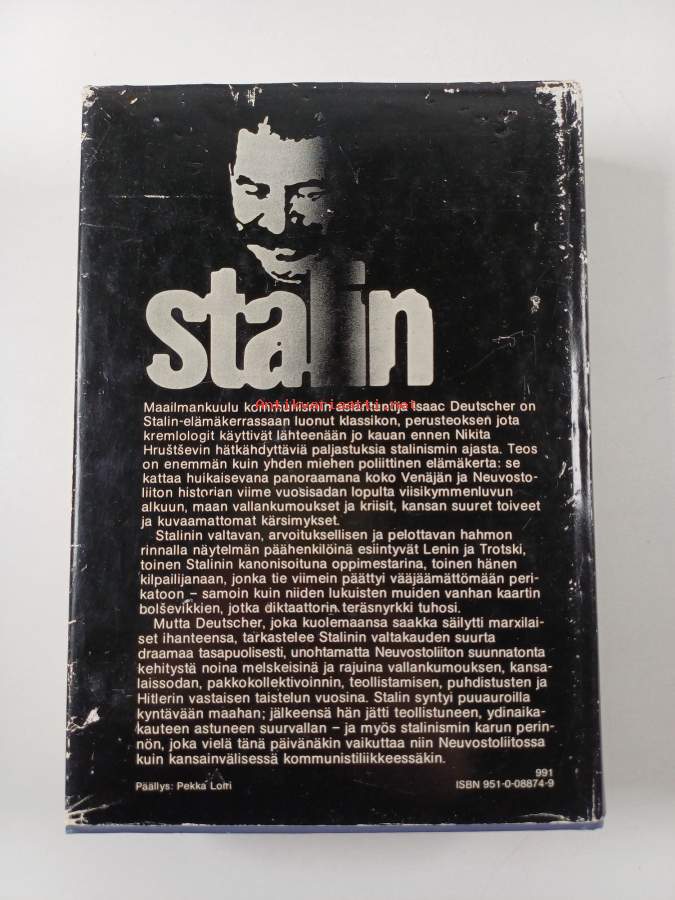 stalin
Antikvariaatti.net
Maailmankuulu kommunismin asiantuntija Isaac Deutscher on
Stalin-elämäkerrassaan luonut klassikon, perusteoksen jota
kremlologit käyttivät lähteenään jo kauan ennen Nikita
Hruštševin hätkähdyttäviä paljastuksia stalinismin ajasta. Teos
on enemmän kuin yhden miehen poliittinen elämäkerta: se
kattaa huikaisevana panoraamana koko Venäjän ja Neuvosto-
liiton historian viime vuosisadan lopulta viisikymmenluvun
alkuun, maan vallankumoukset ja kriisit, kansan suuret toiveet
ja kuvaamattomat kärsimykset.
Stalinin valtavan, arvoituksellisen ja pelottavan hahmon
rinnalla näytelmän päähenkilöinä esiintyvät Lenin ja Trotski,
toinen Stalinin kanonisoituna oppimestarina, toinen hänen
kilpailijanaan, jonka tie viimein päättyi vääjäämättömään peri-
katoon – samoin kuin niiden lukuisten muiden vanhan kaartin
bolševikkien, jotka diktaattorin teräsnyrkki tuhosi.
Mutta Deutscher, joka kuolemaansa saakka säilytti marxilai-
set ihanteensa, tarkastelee Stalinin valtakauden suurta
draamaa tasapuolisesti, unohtamatta Neuvostoliiton suunnatonta
kehitystä noina melskeisinä ja rajuina vallankumouksen, kansa-
laissodan, pakkokollektivoinnin, teollistamisen, puhdistusten ja
Hitlerin vastaisen taistelun vuosina. Stalin syntyi puuauroilla
kyntävään maahan; jälkeensä hän jätti teollistuneen, ydinaika-
kauteen astuneen suurvallan – ja myös stalinismin karun perin-
nön, joka vielä tänä päivänäkin vaikuttaa niin Neuvostoliitossa
kuin kansainvälisessä kommunistiliikkeessäkin.
991
Päällys: Pekka Loiri
ISBN 951-0-08874-9